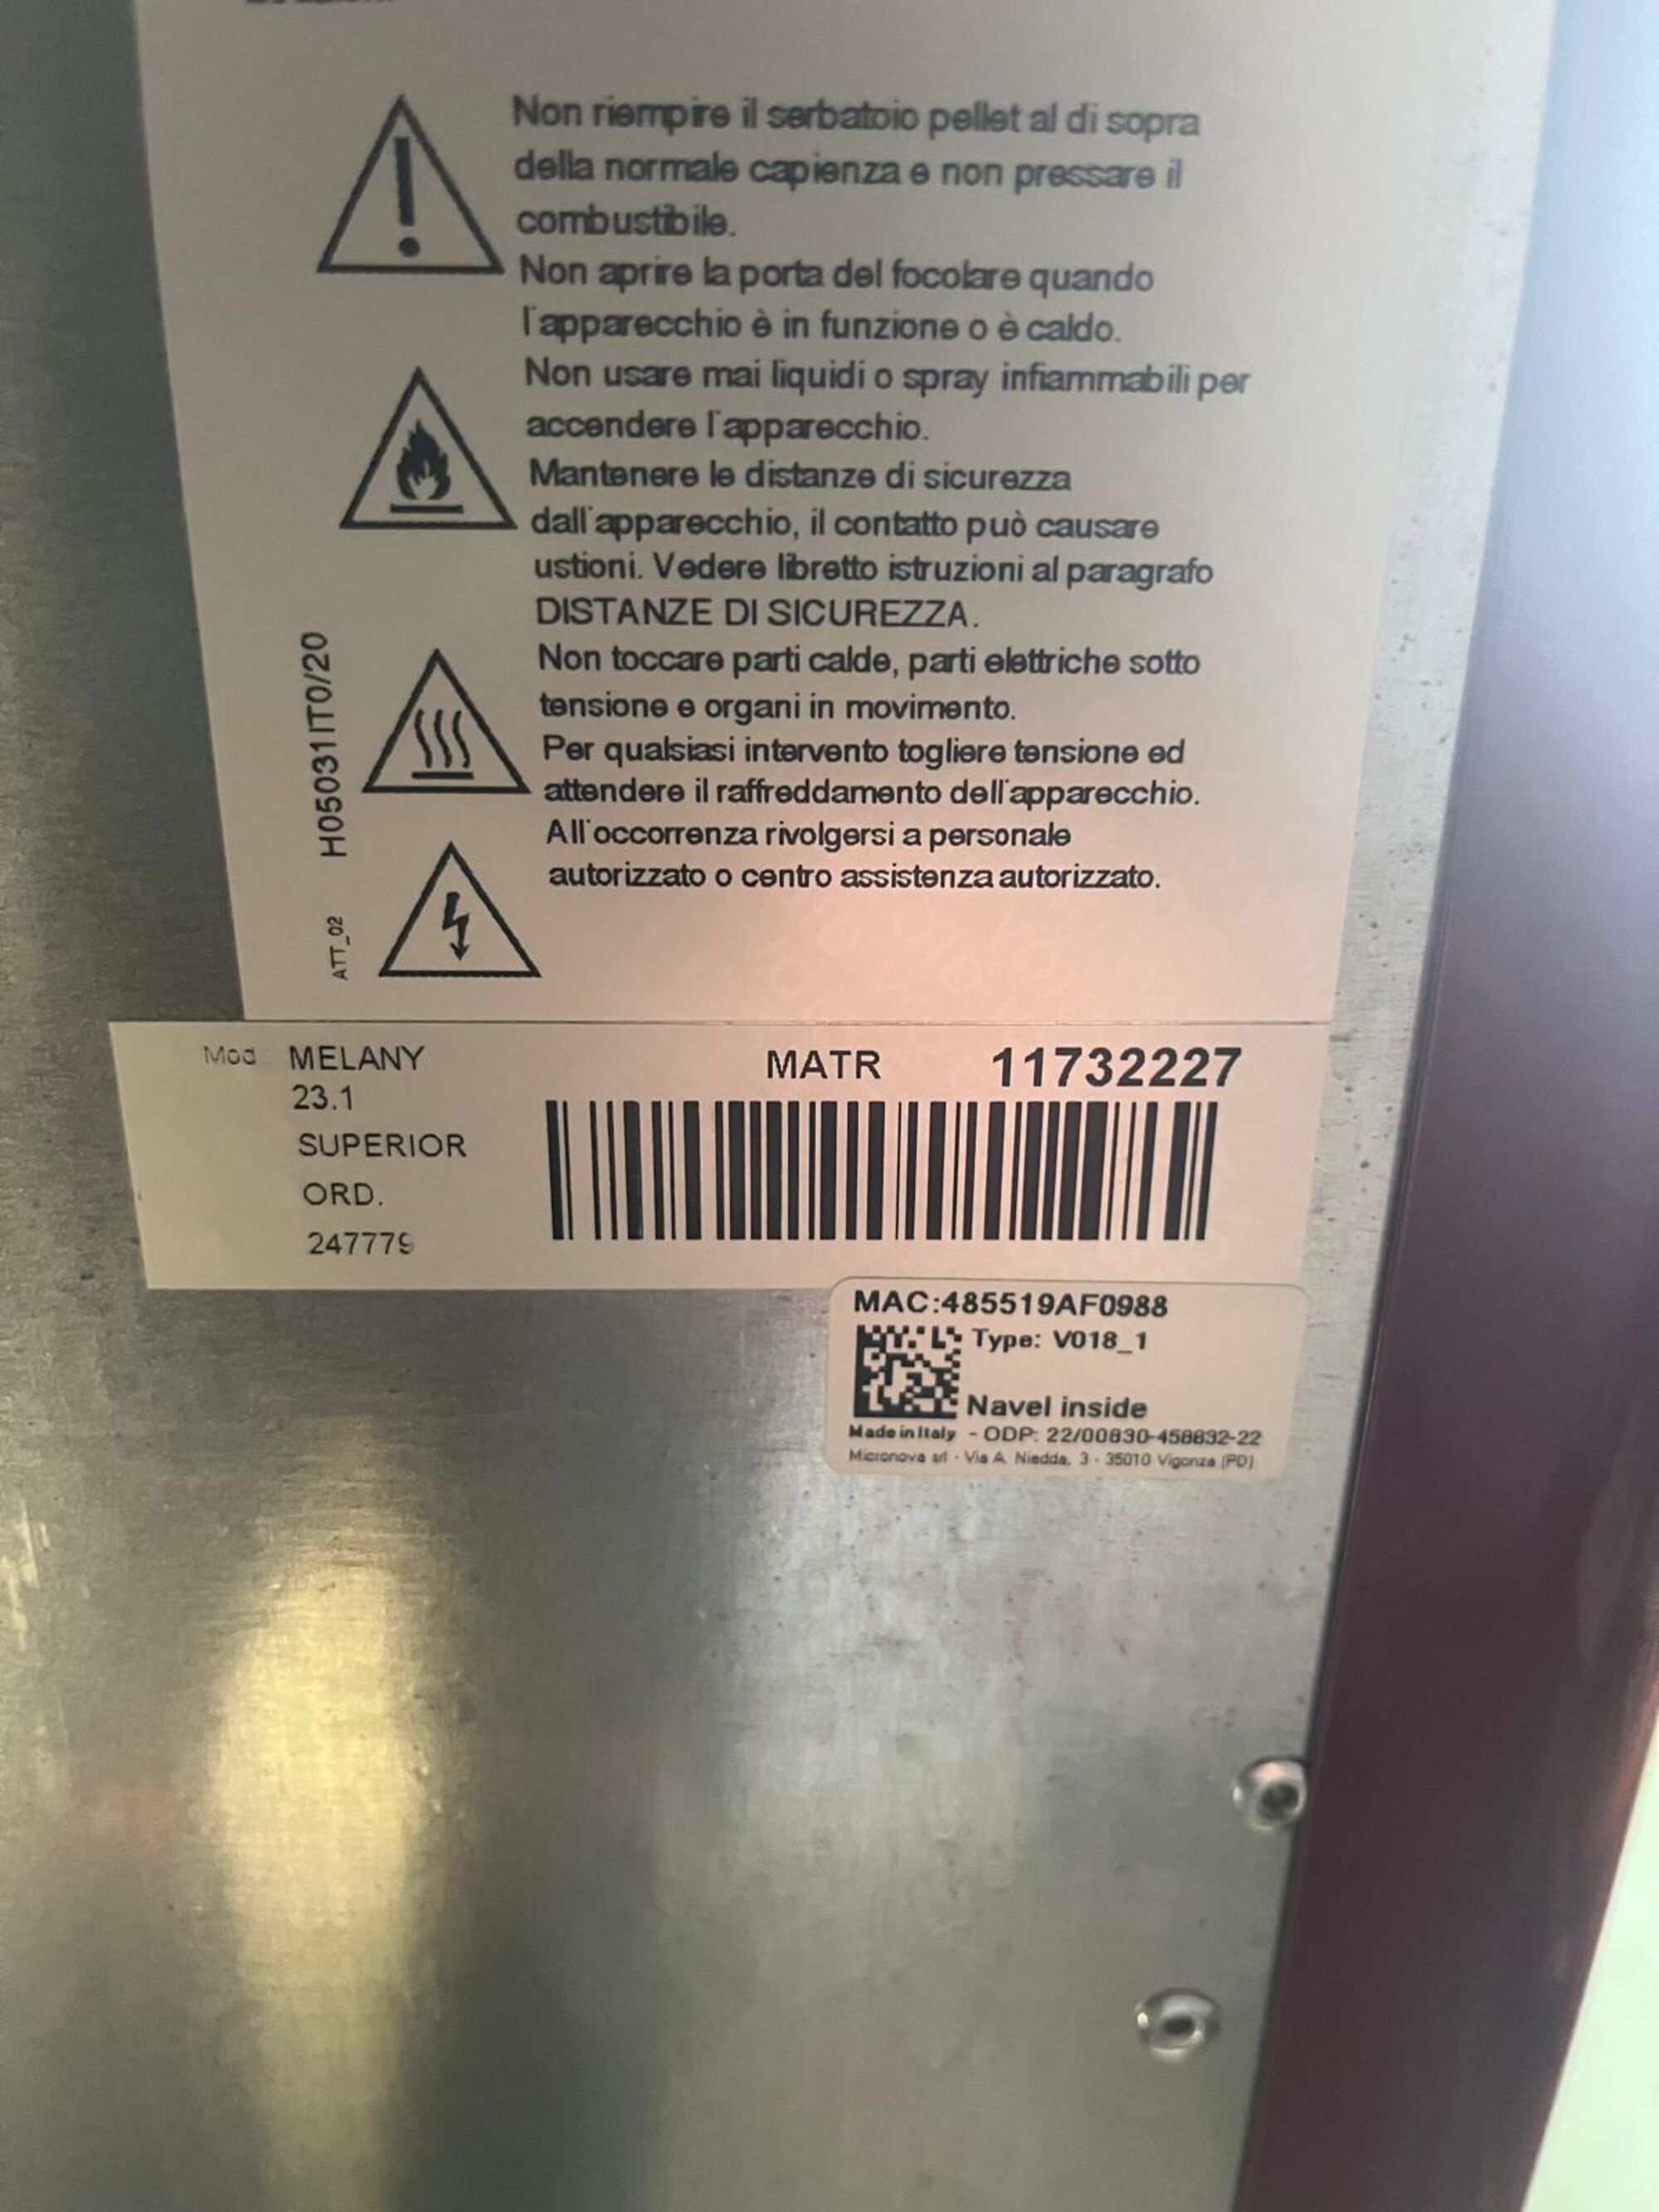 Non riempire il serbatoio pellet al di sopra
della normale capienza e non pressare il
combustibile.
Non aprire la porta del focolare quando
l'apparecchio è in funzione o è caldo.
Non usare mai liquidi o spray infiammabili per
accendere l'apparecchio.
Mantenere le distanze di sicurezza
dall'apparecchio, il contatto può causare
ustioni. Vedere libretto istruzioni al paragrafo
DISTANZE DI SICUREZZA.
Non toccare parti calde, parti elettriche sotto
tensione e organi in movimento.
Per qualsiasi intervento togliere tensione ed
attendere il raffreddamento dell'apparecchio.
All'occorrenza rivolgersi a personale
autorizzato o centro assistenza autorizzato.
ATT_02 H05031IT0/20
Mod.: MELANY
23.1
SUPERIOR
ORD.
247779
MATR 11732227
MAC:485519AF0988
Type: V018_1
Navel inside
Made in Italy - ODP: 22/00830-458832-22
Micronova srl - Via A. Niedda, 3 - 35010 Vigonza (PD)